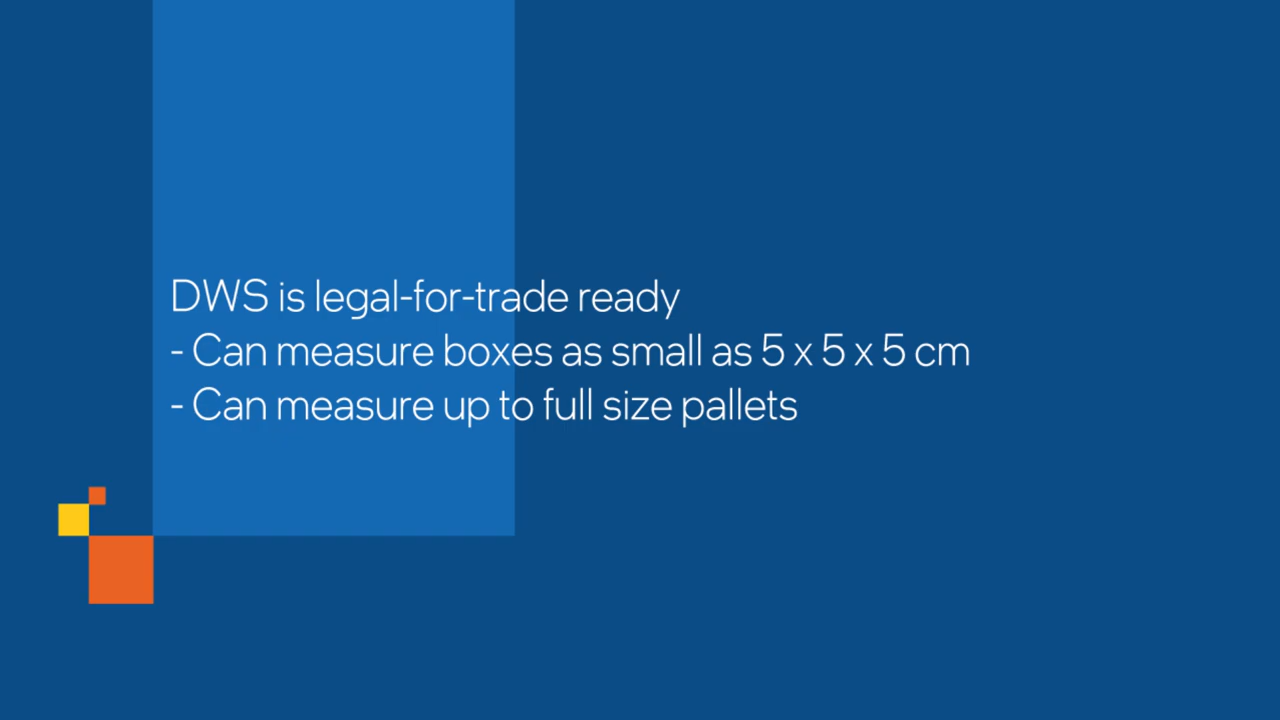 DWS is legal-for-trade ready
- Can measure boxes as small as 5 x 5 x 5 cm
- Can measure up to full size pallets